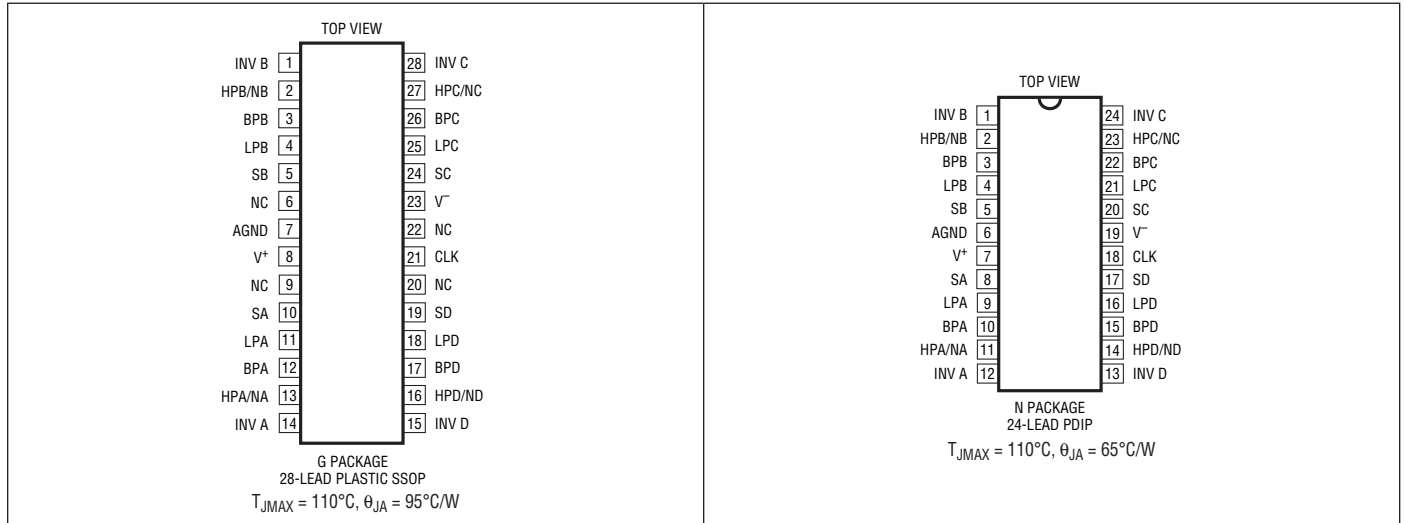 TOP VIEW
INV B 1 28 INV C
HPB/NB 2 27 HPC/NC
BPB 3 26 BPC
LPB 4 25 LPC
SB 5 24 SC
NC 6 23 V–
AGND 7 22 NC
V+ 8 21 CLK
NC 9 20 NC
SA 10 19 SD
LPA 11 18 LPD
BPA 12 17 BPD
HPA/NA 13 16 HPD/ND
INV A 14 15 INV D
G PACKAGE
28-LEAD PLASTIC SSOP
TJMAX = 110°C, θJA = 95°C/W
TOP VIEW
INV B 1 24 INV C
HPB/NB 2 23 HPC/NC
BPB 3 22 BPC
LPB 4 21 LPC
SB 5 20 SC
AGND 6 19 V–
V+ 7 18 CLK
SA 8 17 SD
LPA 9 16 LPD
BPA 10 15 BPD
HPA/NA 11 14 HPD/ND
INV A 12 13 INV D
N PACKAGE
24-LEAD PDIP
TJMAX = 110°C, θJA = 65°C/W